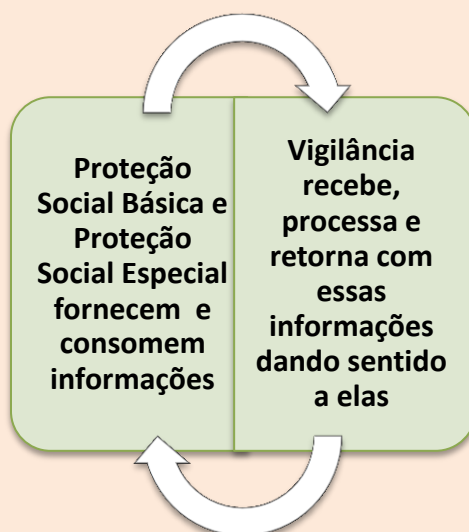 Proteção
Social Básica e
Proteção
Social Especial
fornecem e
consomem
informações
Vigilância
recebe,
processa e
retorna com
essas
informações
dando sentido
a elas